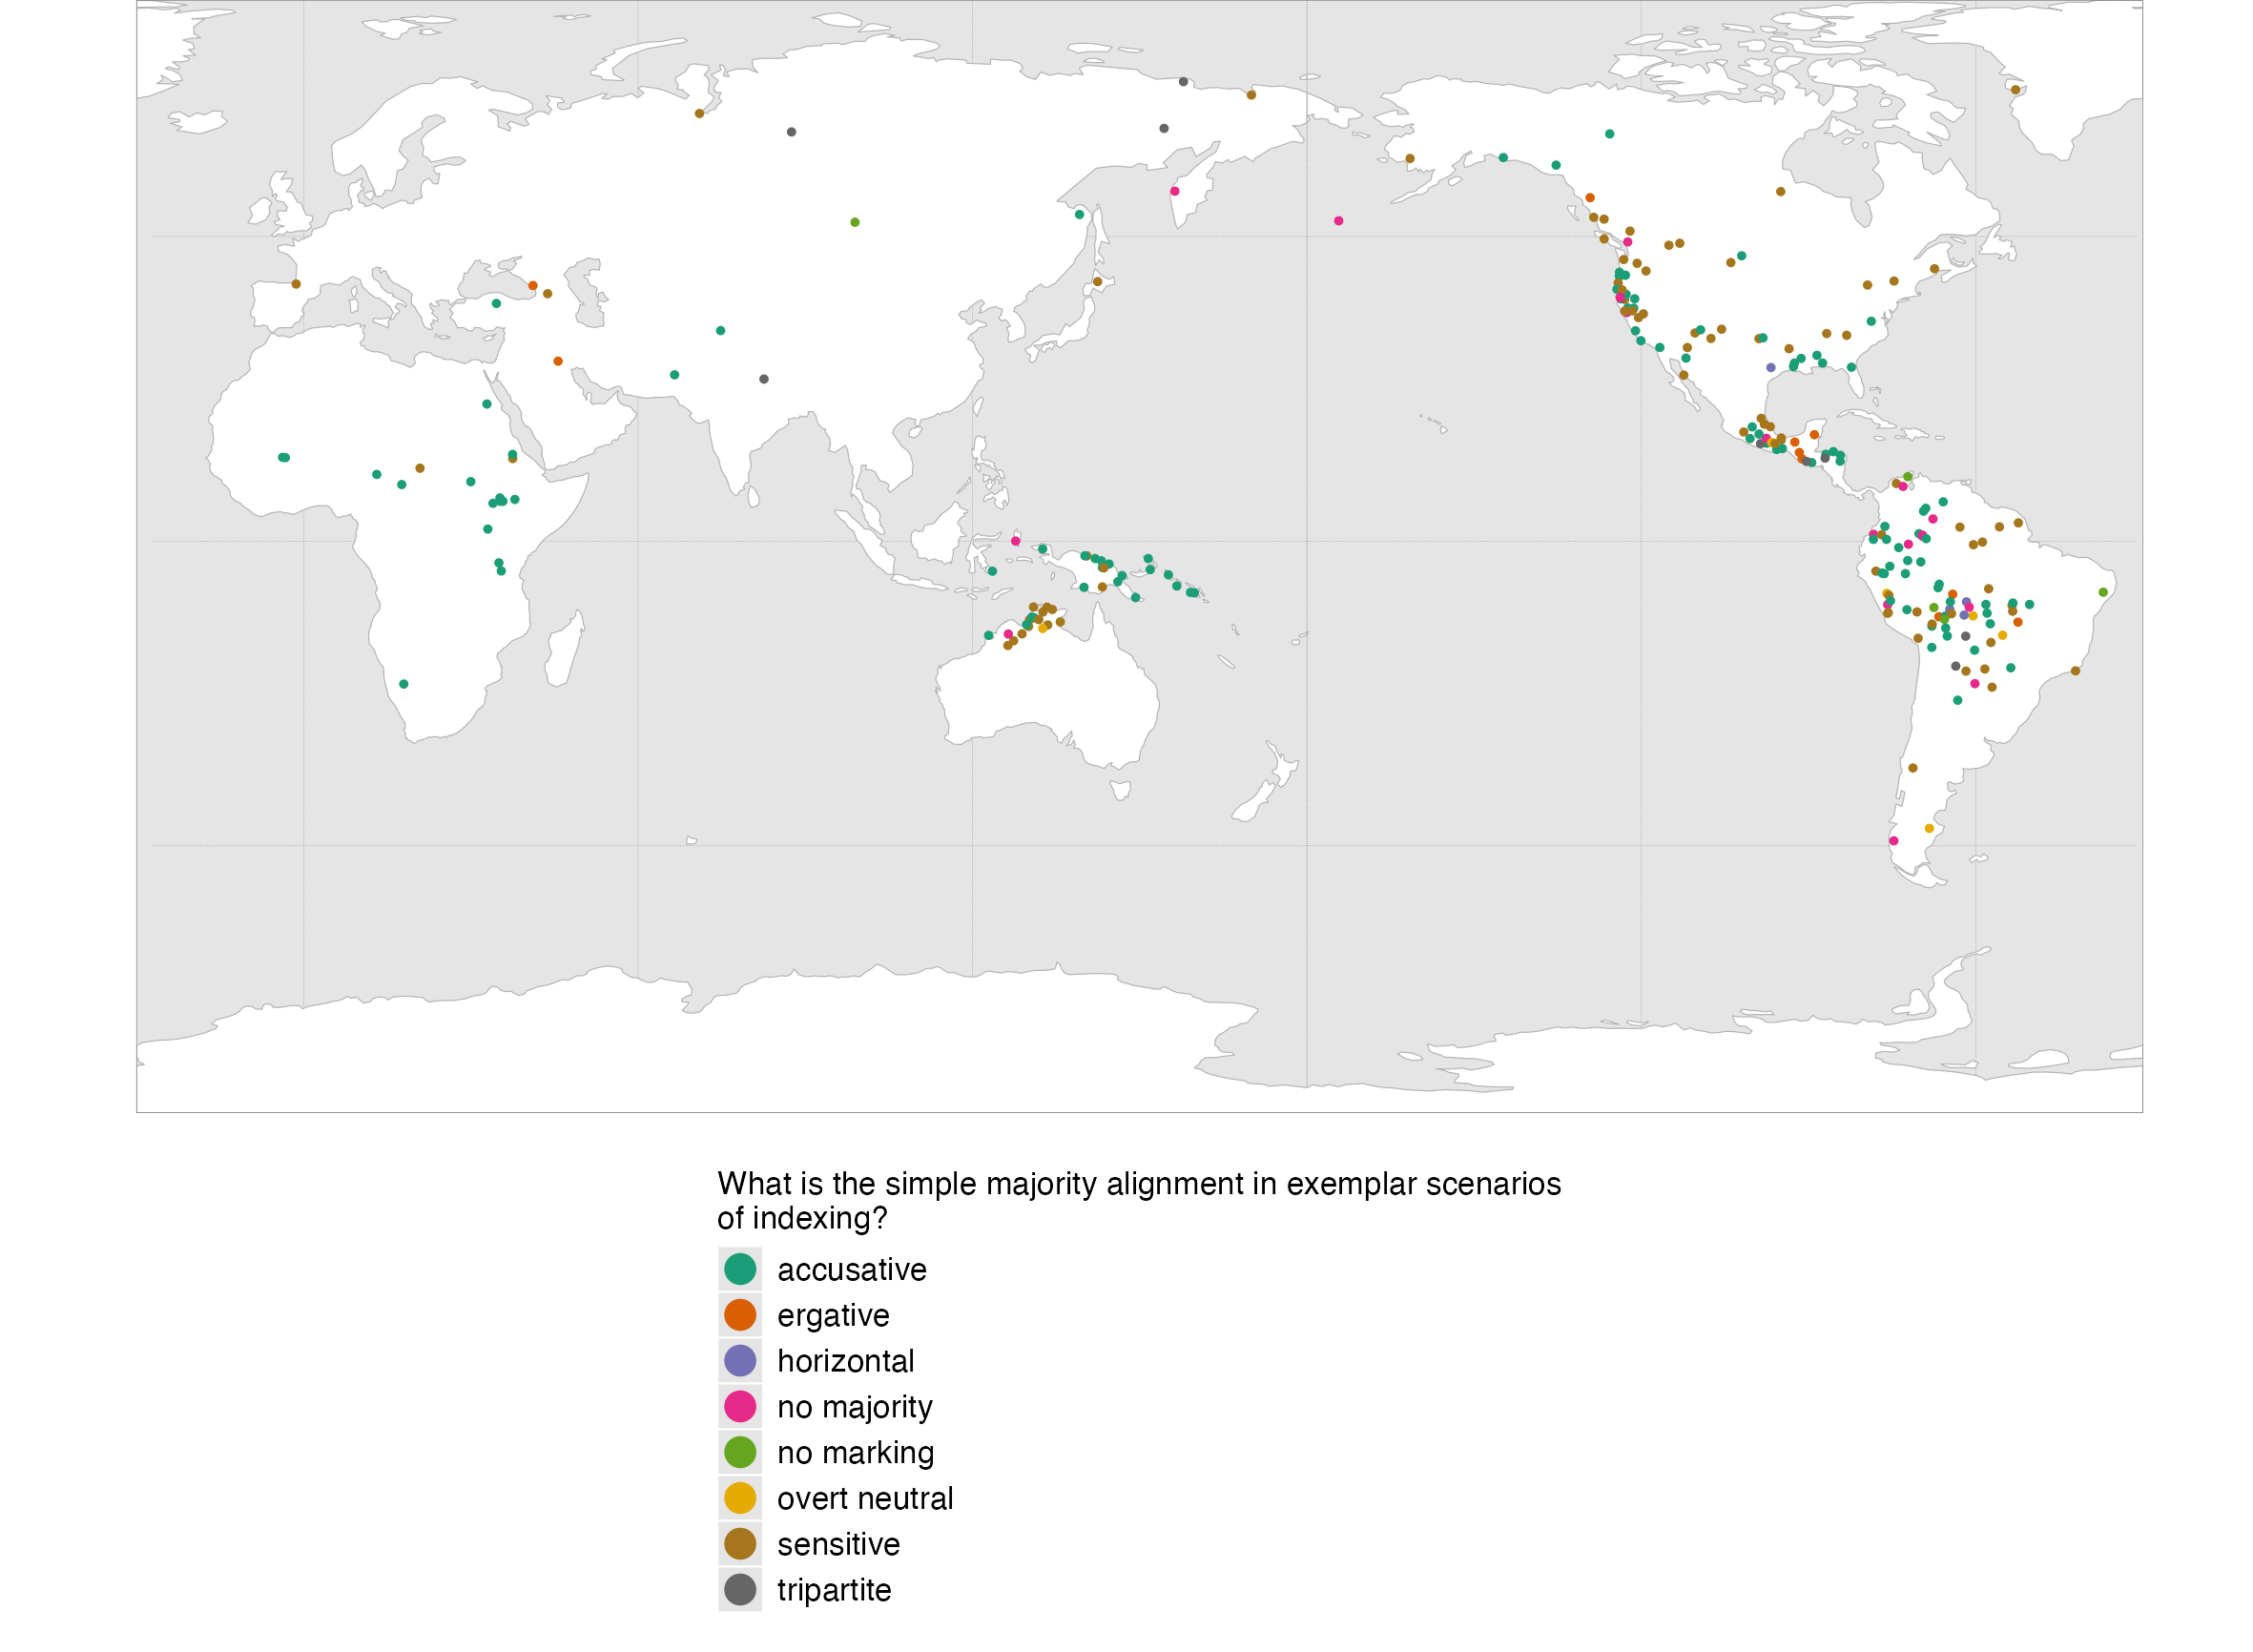 What is the simple majority alignment in exemplar scenarios
of indexing?
accusative
ergative
horizontal
no majority
no marking
overt neutral
sensitive
tripartite